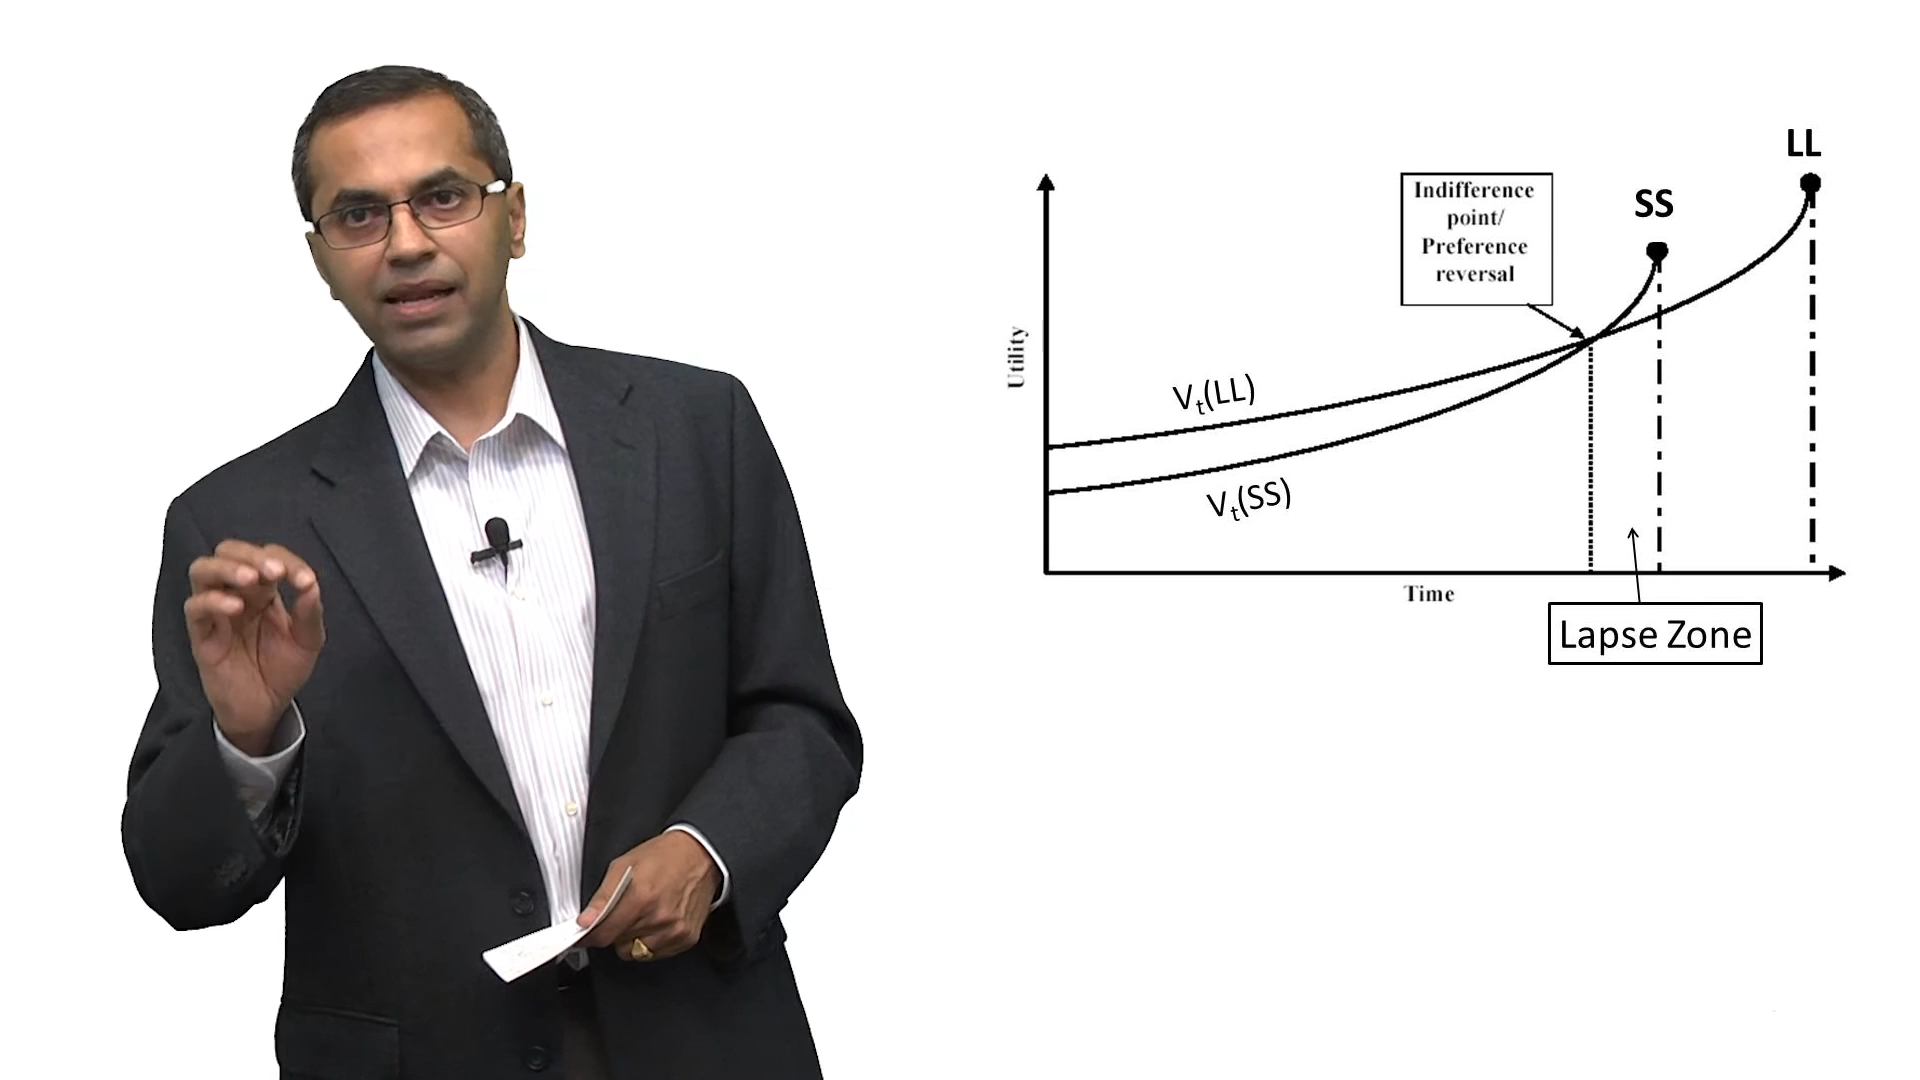 LL
SS
Indifference
point/
Preference
reversal
Utility
Vt(LL)
Vt(SS)
Time
Lapse Zone